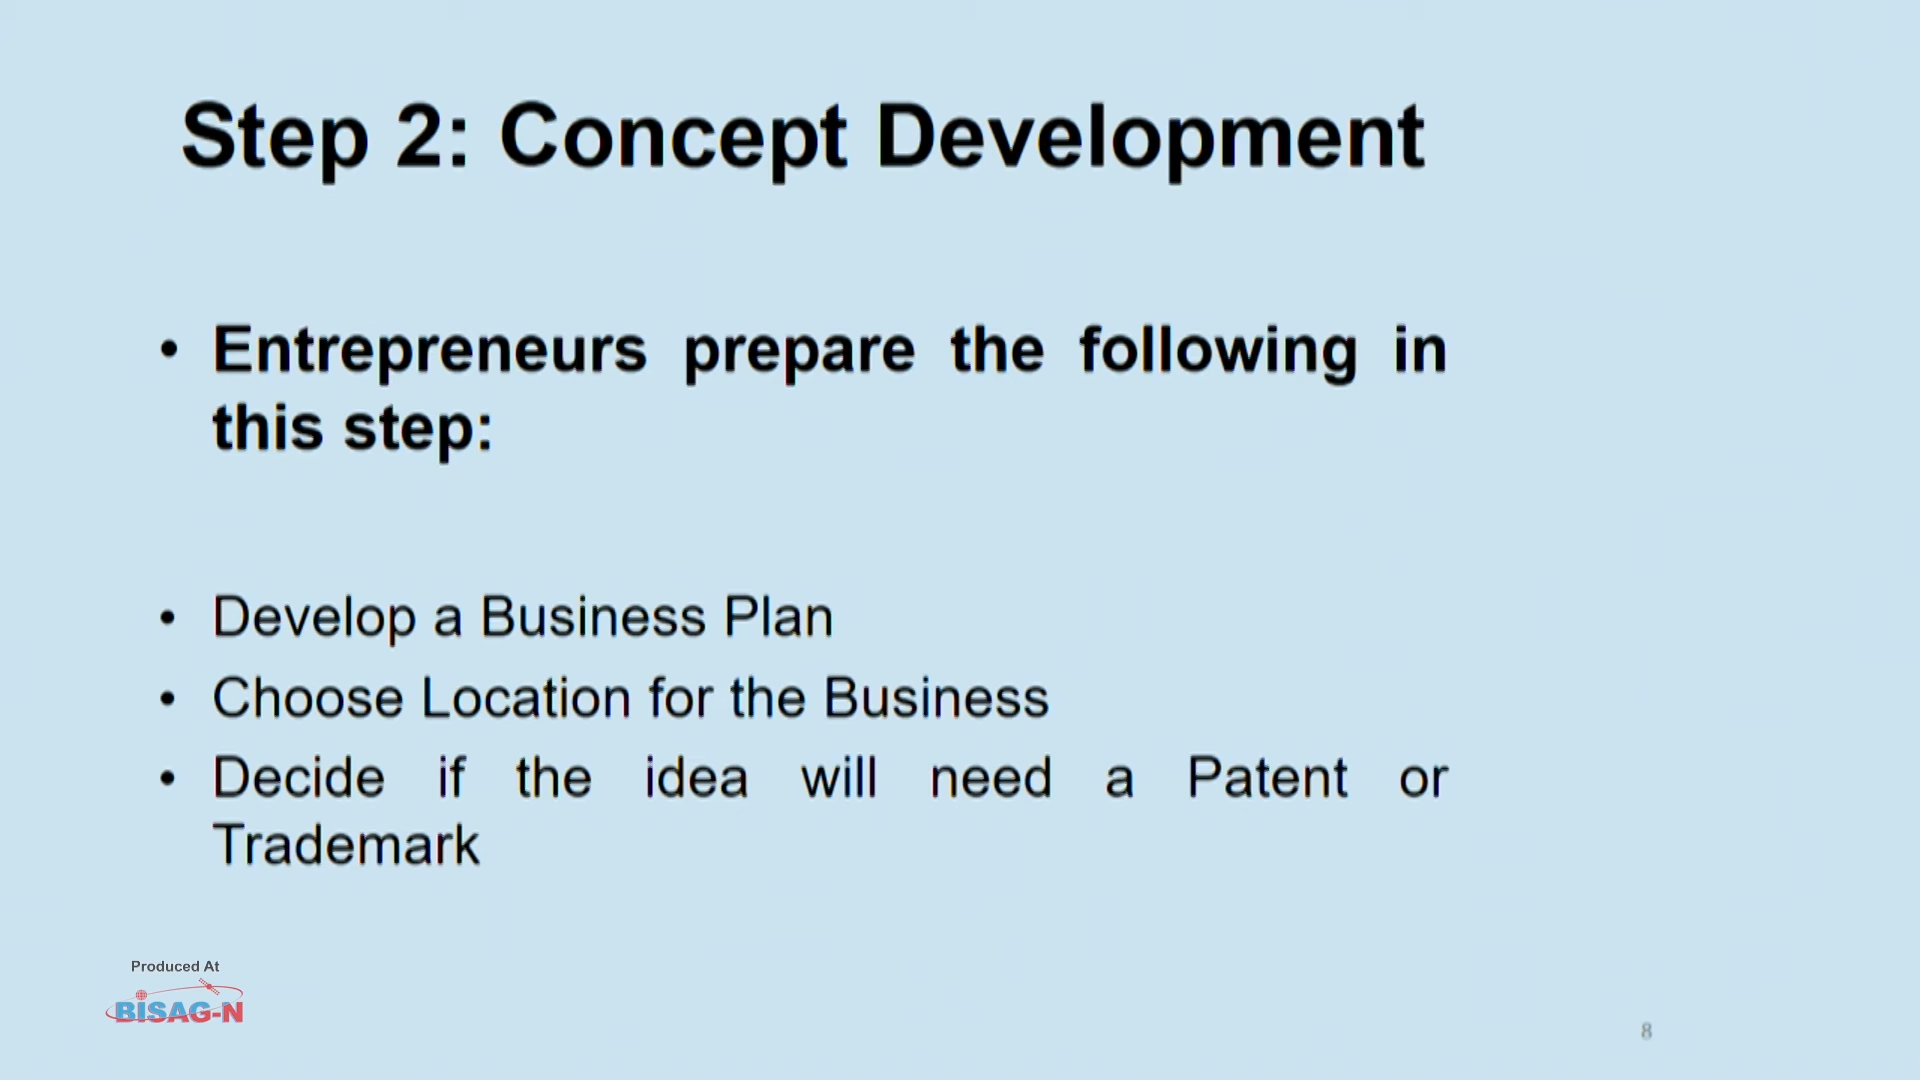 Step 2: Concept Development
• Entrepreneurs prepare the following in
this step:
• Develop a Business Plan
• Choose Location for the Business
• Decide if the idea will need a Patent or
Trademark
Produced At
BISAG-N
8